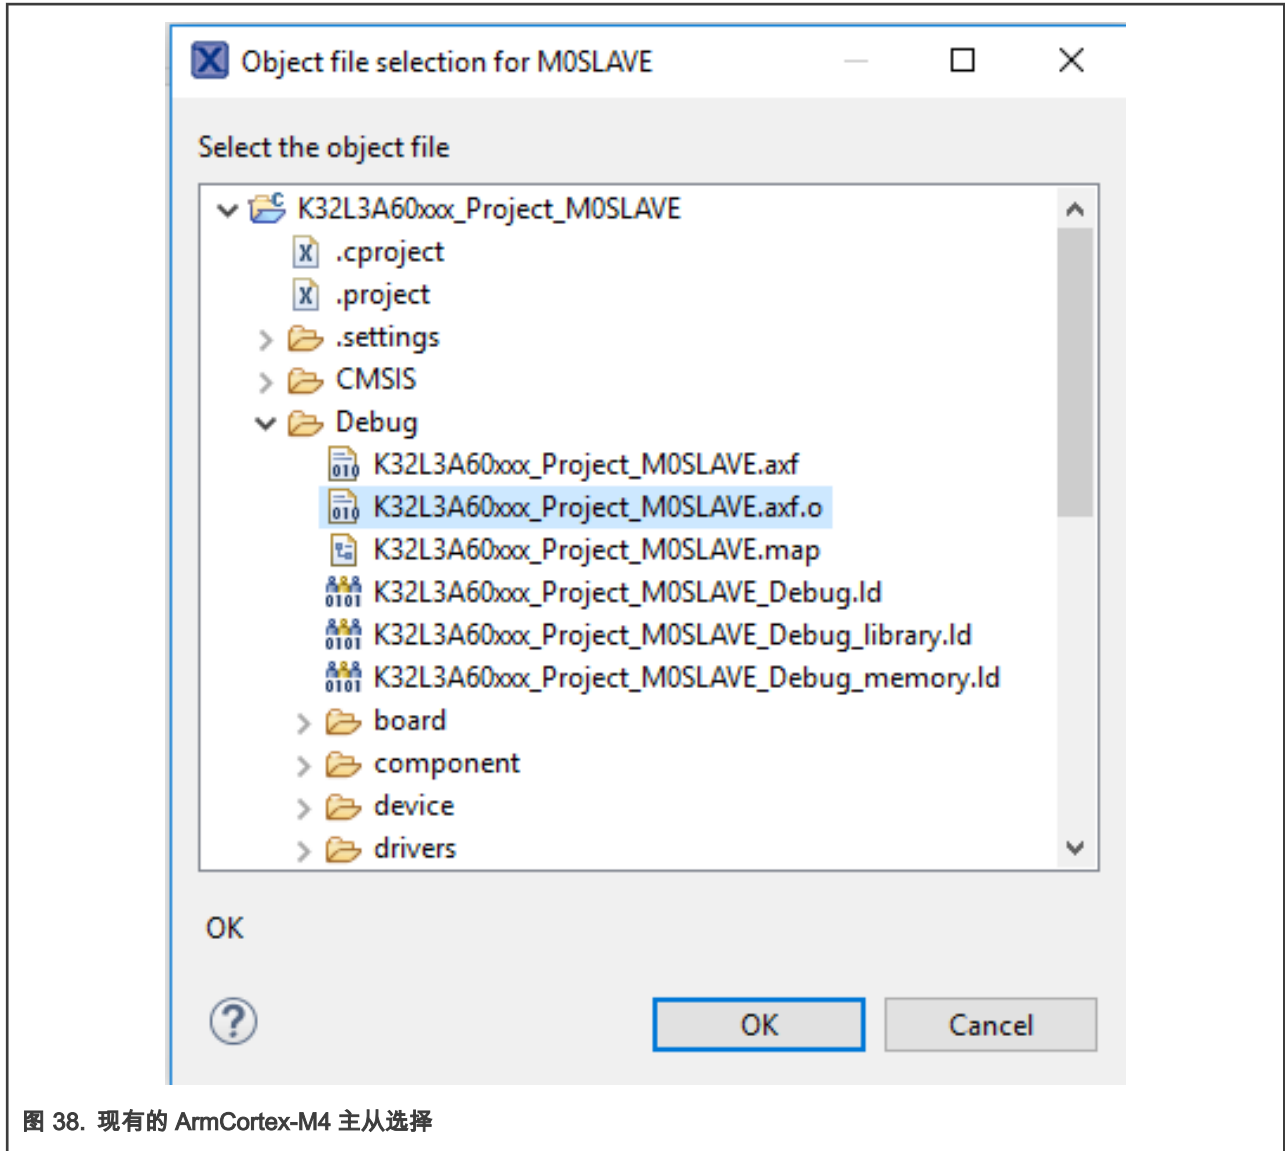 Object file selection for M0SLAVE
Select the object file
K32L3A60xxx_Project_M0SLAVE
.cproject
.project
.settings
CMSIS
Debug
K32L3A60xxx_Project_M0SLAVE.axf
K32L3A60xxx_Project_M0SLAVE.axf.o
K32L3A60xxx_Project_M0SLAVE.map
K32L3A60xxx_Project_M0SLAVE_Debug.ld
K32L3A60xxx_Project_M0SLAVE_Debug_library.ld
K32L3A60xxx_Project_M0SLAVE_Debug_memory.ld
board
component
device
drivers
OK
OK Cancel
图 38. 现有的 ArmCortex-M4 主从选择